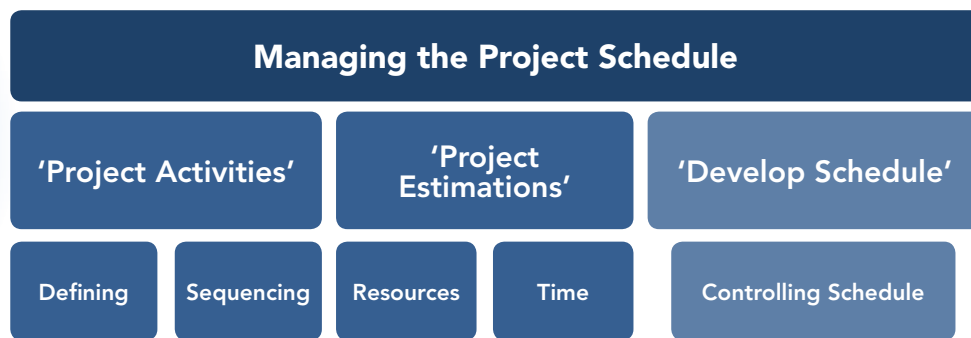 Managing the Project Schedule
‘Project Activities’
‘Project
Estimations’
‘Develop Schedule’
Defining
Sequencing
Resources
Time
Controlling Schedule